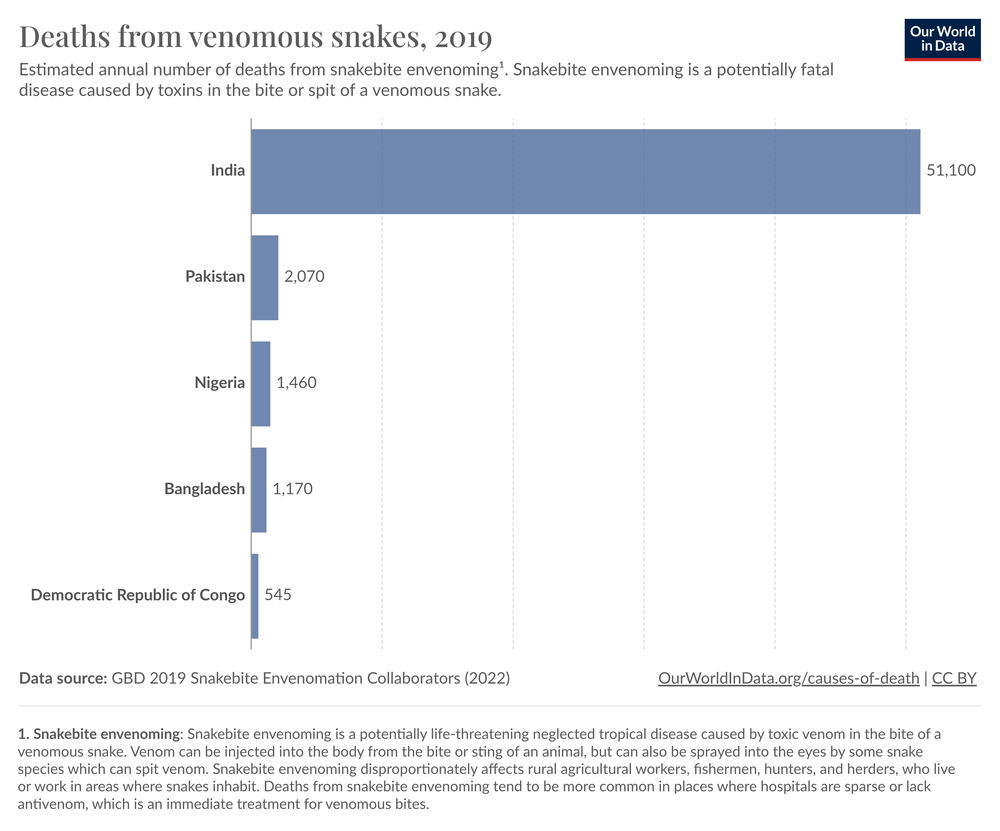 Deaths from venomous snakes, 2019
Our World
in Data
Estimated annual number of deaths from snakebite envenoming¹. Snakebite envenoming is a potentially fatal
disease caused by toxins in the bite or spit of a venomous snake.
India
51,100
Pakistan
2,070
Nigeria
1,460
Bangladesh
1,170
Democratic Republic of Congo
545
Data source: GBD 2019 Snakebite Envenomation Collaborators (2022)
OurWorldInData.org/causes-of-death | CC BY
1. Snakebite envenoming: Snakebite envenoming is a potentially life-threatening neglected tropical disease caused by toxic venom in the bite of a
venomous snake. Venom can be injected into the body from the bite or sting of an animal, but can also be sprayed into the eyes by some snake
species which can spit venom. Snakebite envenoming disproportionately affects rural agricultural workers, fishermen, hunters, and herders, who live
or work in areas where snakes inhabit. Deaths from snakebite envenoming tend to be more common in places where hospitals are sparse or lack
antivenom, which is an immediate treatment for venomous bites.